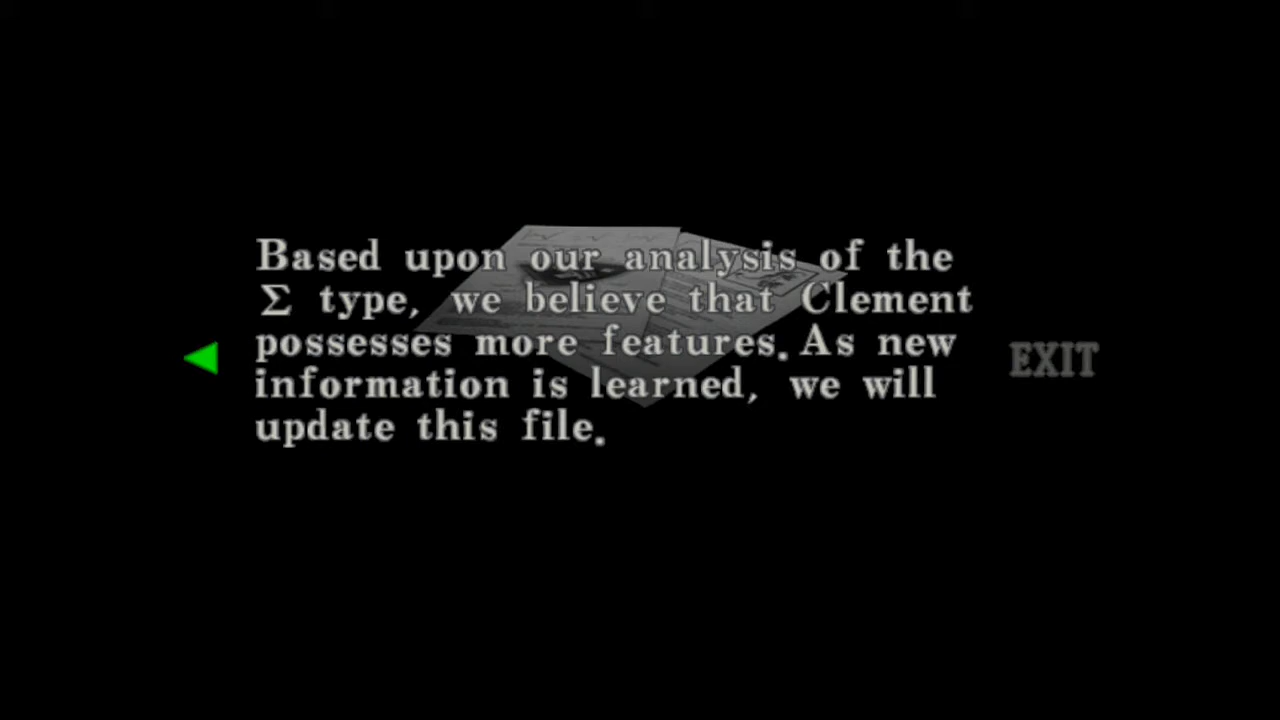 Based upon our analysis of the
Σ type, we believe that Clement
possesses more features. As new
information is learned, we will
update this file.
EXIT